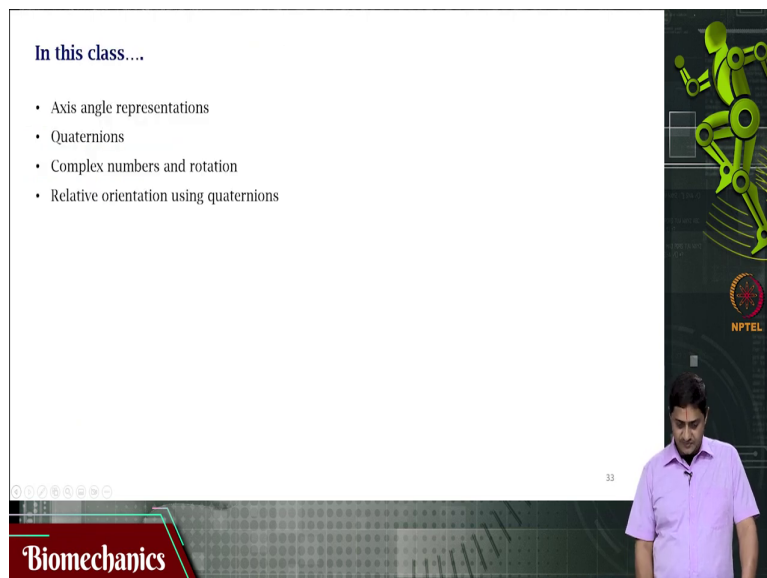 In this class….
• Axis angle representations
• Quaternions
• Complex numbers and rotation
• Relative orientation using quaternions
NPTEL
33
Biomechanics